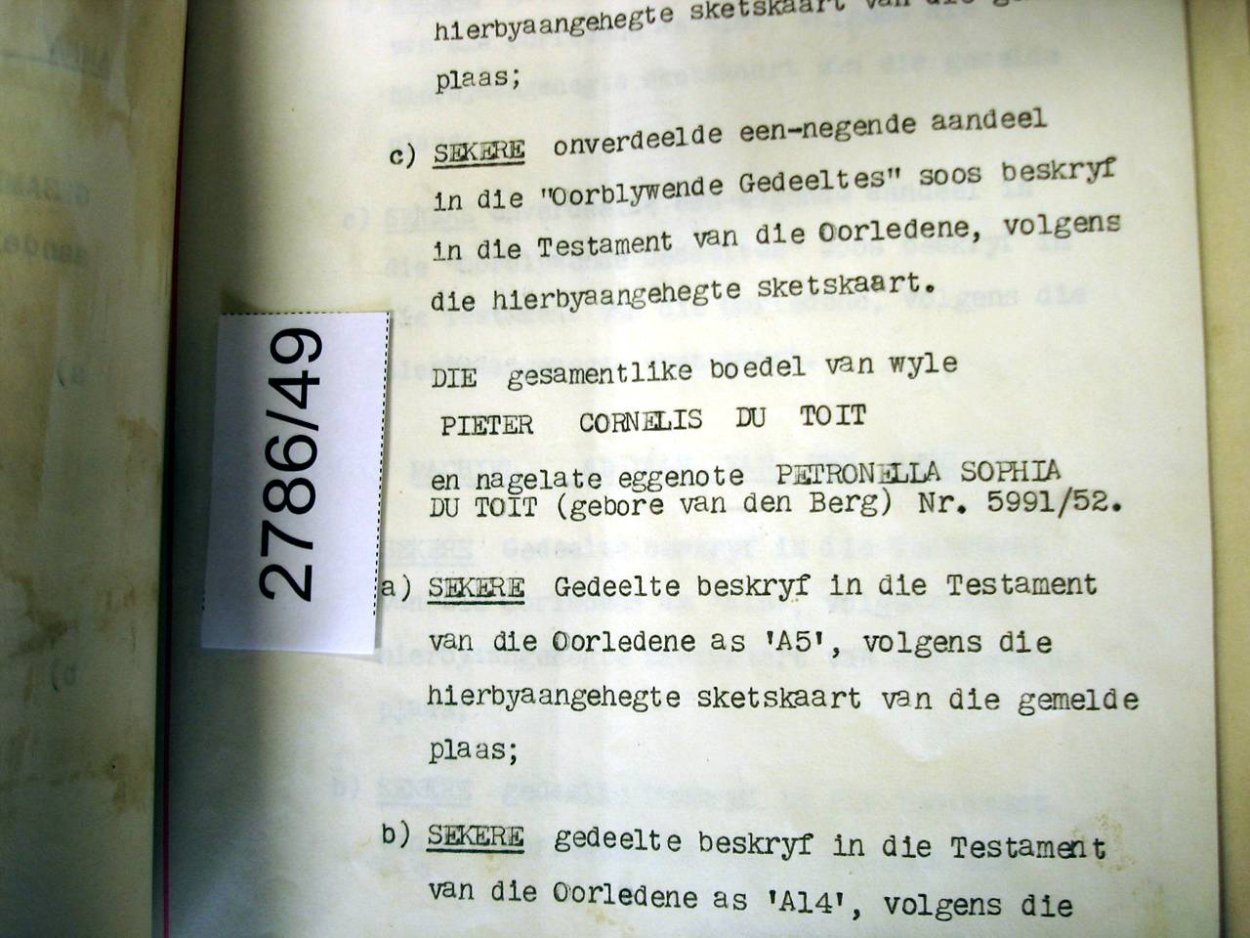 hierbyaangehegte sketskaart van die
plaas;
c) SEKERE onverdeelde een-negende aandeel
in die "Oorblywende Gedeeltes" soos beskryf
in die Testament van die Oorledene, volgens
die hierbyaangehegte sketskaart.
DIE gesamentlike boedel van wyle
PIETER CORNELIS DU TOIT
en nagelate eggenote PETRONELLA SOPHIA
DU TOIT (gebore van den Berg) Nr. 5991/52.
a) SEKERE Gedeelte beskryf in die Testament
van die Oorledene as 'A5', volgens die
hierbyaangehegte sketskaart van die gemelde
plaas;
b) SEKERE gedeelte beskryf in die Testament
van die Oorledene as 'A14', volgens die
2786/49